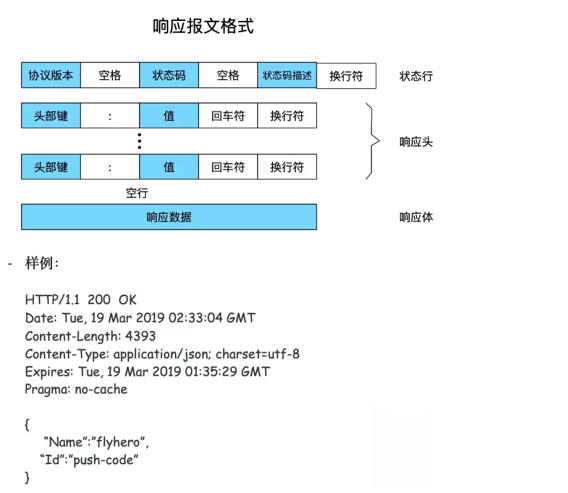 响应报文格式
协议版本 空格 状态码 空格 状态码描述 换行符 状态行
头部键 : 值 回车符 换行符
响应头
头部键 : 值 回车符 换行符
空行
响应数据 响应体
- 样例：
HTTP/1.1 200 OK
Date: Tue, 19 Mar 2019 02:33:04 GMT
Content-Length: 4393
Content-Type: application/json; charset=utf-8
Expires: Tue, 19 Mar 2019 01:35:29 GMT
Pragma: no-cache
{
“Name”:”flyhero”,
“Id”:”push-code”
}